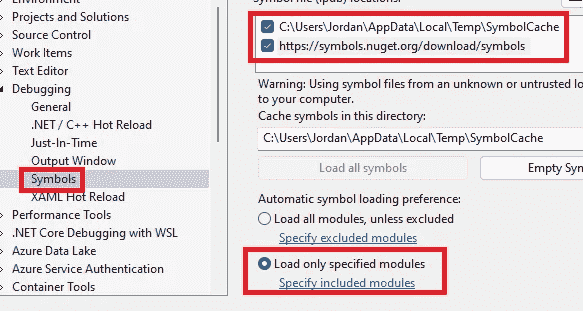 Environment
Projects and Solutions
Source Control
Work Items
Text Editor
Debugging
General
.NET / C++ Hot Reload
Just-In-Time
Output Window
Symbols
XAML Hot Reload
Performance Tools
.NET Core Debugging with WSL
Azure Data Lake
Azure Service Authentication
Container Tools
Symbol file (.pdb) locations:
C:\Users\Jordan\AppData\Local\Temp\SymbolCache
https://symbols.nuget.org/download/symbols
Warning: Using symbol files from an unknown or untrusted lo
to your computer.
Cache symbols in this directory:
C:\Users\Jordan\AppData\Local\Temp\SymbolCache
Load all symbols
Empty Sym
Automatic symbol loading preference:
Load all modules, unless excluded
Specify excluded modules
Load only specified modules
Specify included modules